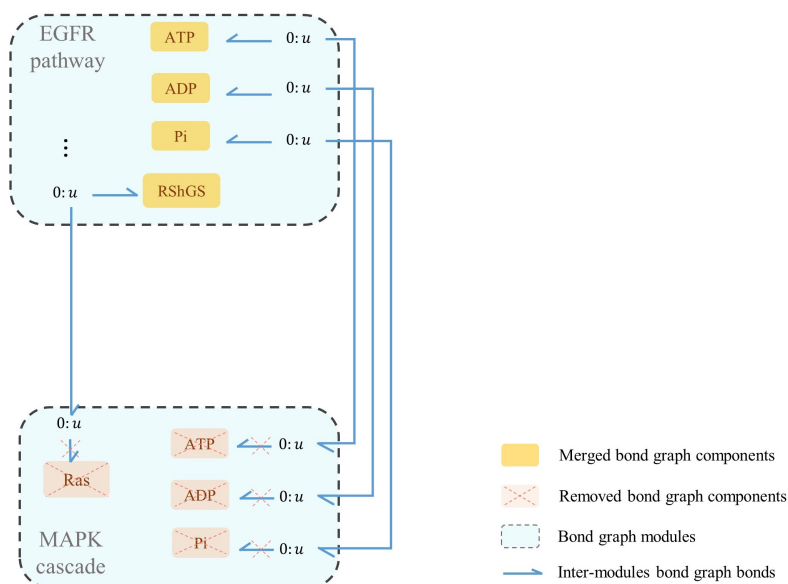 EGFR
pathway
ATP
0: u
ADP
0: u
Pi
0: u
⋮
0: u
RShGS
0: u
ATP
0: u
Ras
ADP
0: u
Pi
0: u
MAPK
cascade
Merged bond graph components
Removed bond graph components
Bond graph modules
Inter-modules bond graph bonds